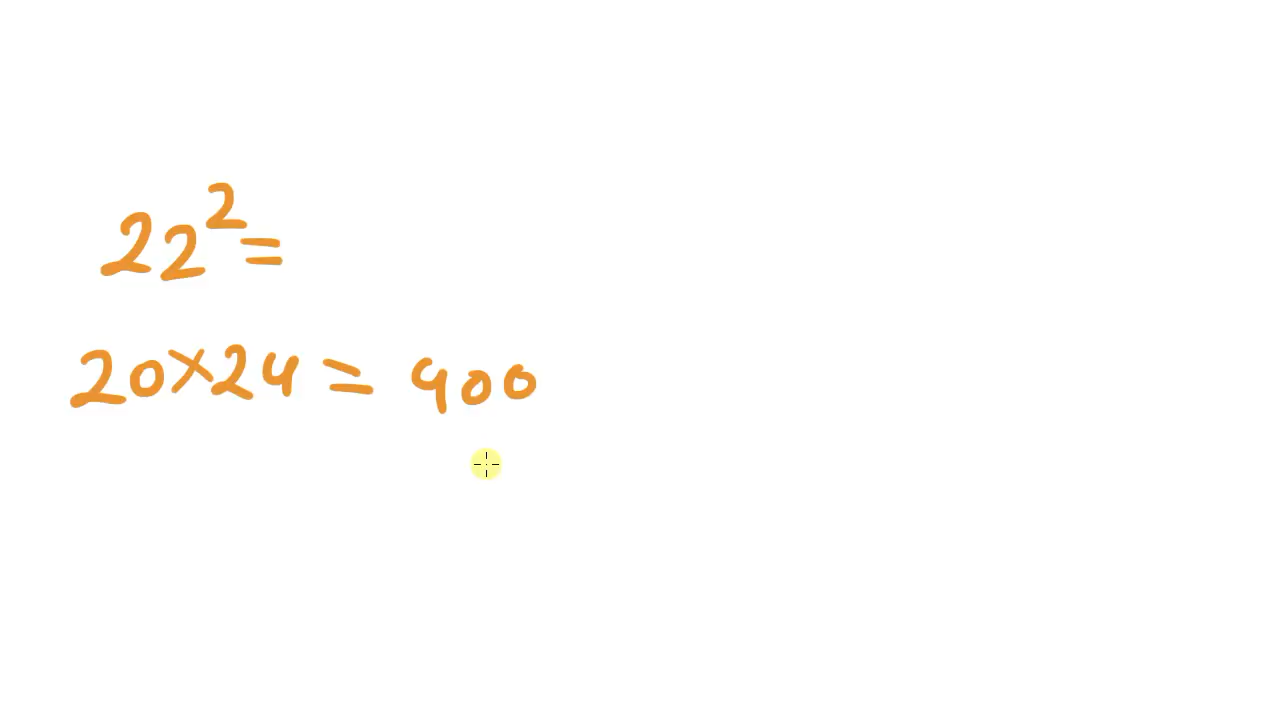 22²=
20×24 = 400